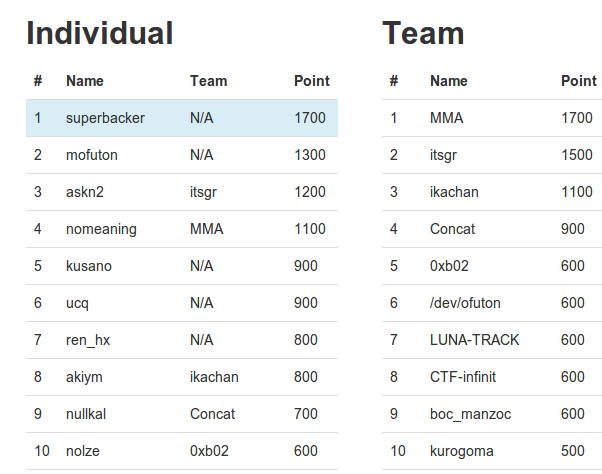 Individual
# Name Team Point
1 superbacker N/A 1700
2 mofuton N/A 1300
3 askn2 itsgr 1200
4 nomeaning MMA 1100
5 kusano N/A 900
6 ucq N/A 900
7 ren_hx N/A 800
8 akiym ikachan 800
9 nullkal Concat 700
10 nolze 0xb02 600
Team
# Name Point
1 MMA 1700
2 itsgr 1500
3 ikachan 1100
4 Concat 900
5 0xb02 600
6 /dev/ofuton 600
7 LUNA-TRACK 600
8 CTF-infinit 600
9 boc_manzoc 600
10 kurogoma 500